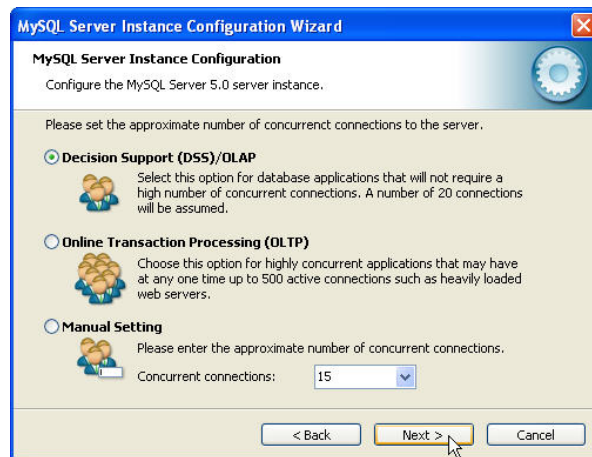 MySQL Server Instance Configuration Wizard
MySQL Server Instance Configuration
Configure the MySQL Server 5.0 server instance.
Please set the approximate number of concurrenct connections to the server.
Decision Support (DSS)/OLAP
Select this option for database applications that will not require a
high number of concurrent connections. A number of 20 connections
will be assumed.
Online Transaction Processing (OLTP)
Choose this option for highly concurrent applications that may have
at any one time up to 500 active connections such as heavily loaded
web servers.
Manual Setting
Please enter the approximate number of concurrent connections.
Concurrent connections: 15
< Back Next > Cancel